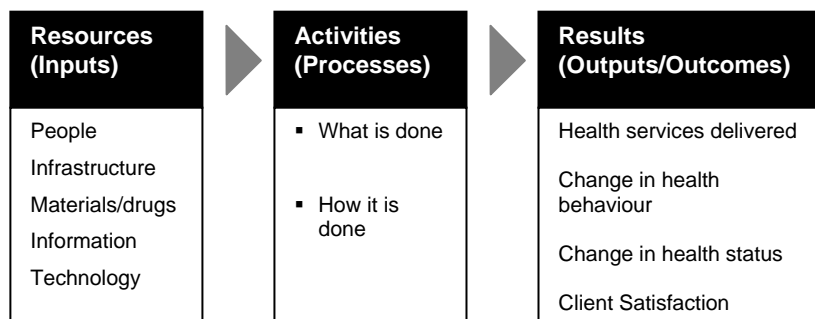 Resources
(Inputs)
People
Infrastructure
Materials/drugs
Information
Technology
Activities
(Processes)
▪ What is done
▪ How it is
done
Results
(Outputs/Outcomes)
Health services delivered
Change in health
behaviour
Change in health status
Client Satisfaction